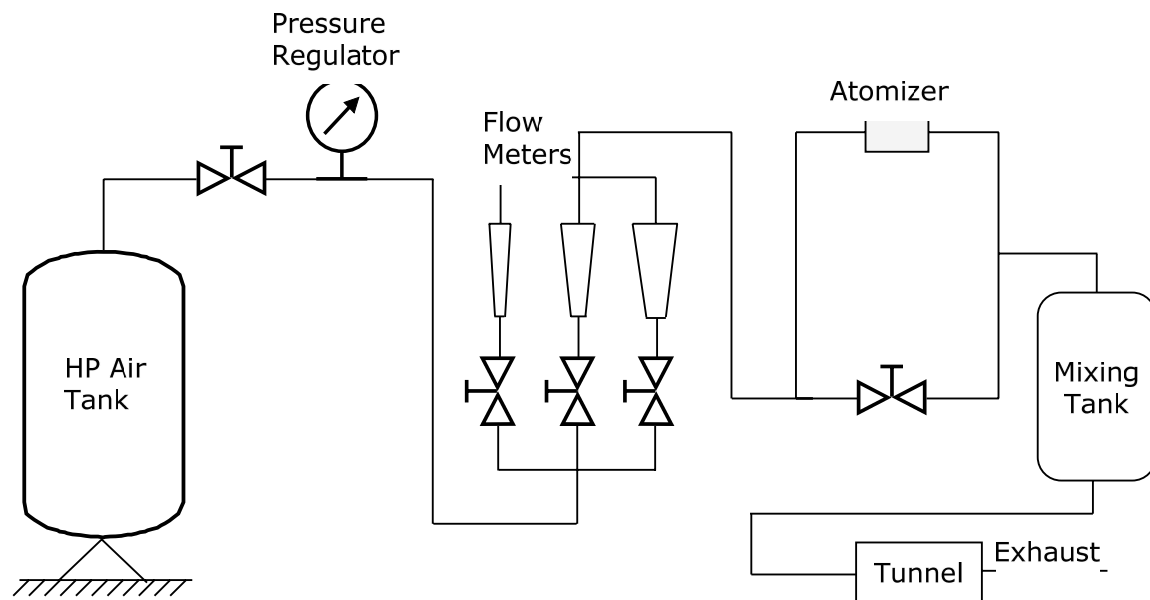 Pressure
Regulator
Atomizer
Flow
Meters
HP Air
Tank
Mixing
Tank
Exhaust
Tunnel